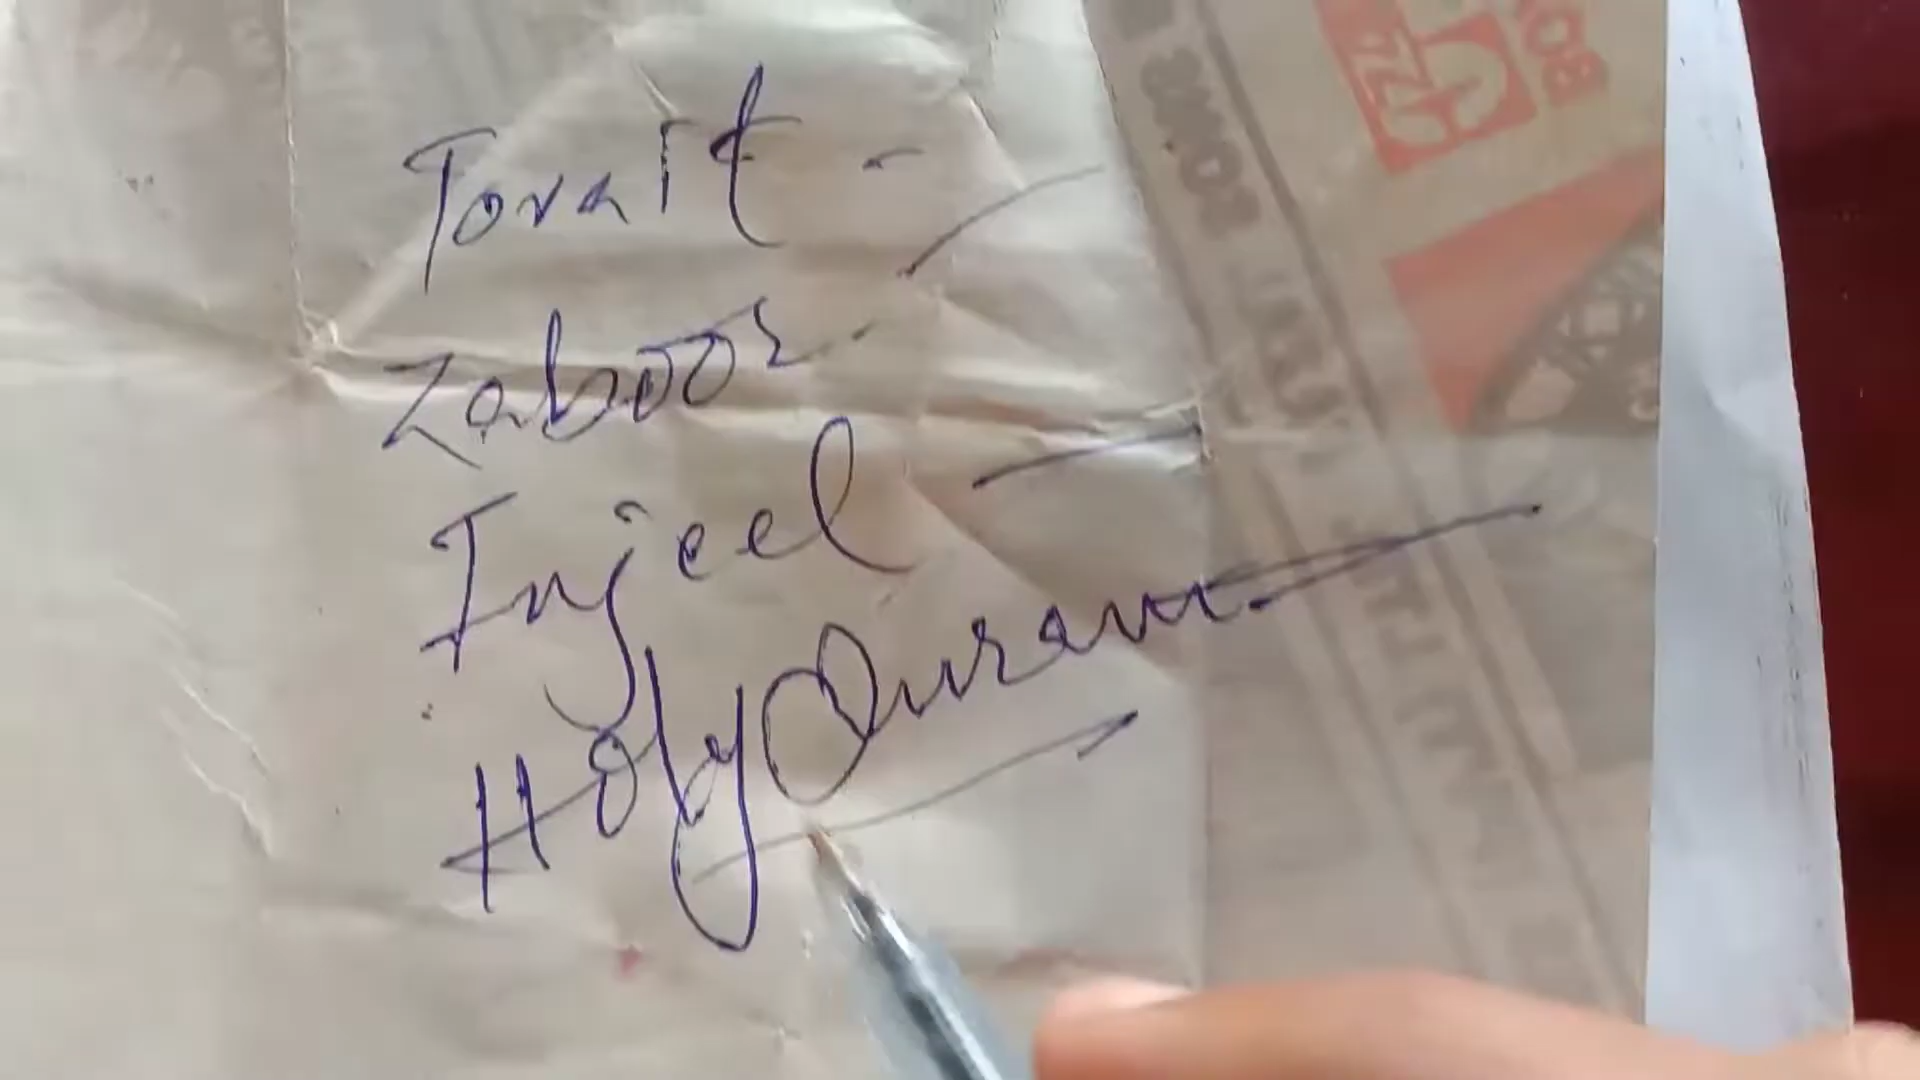 Torait -
Zaboor -
Injeel -
Holy Quran -